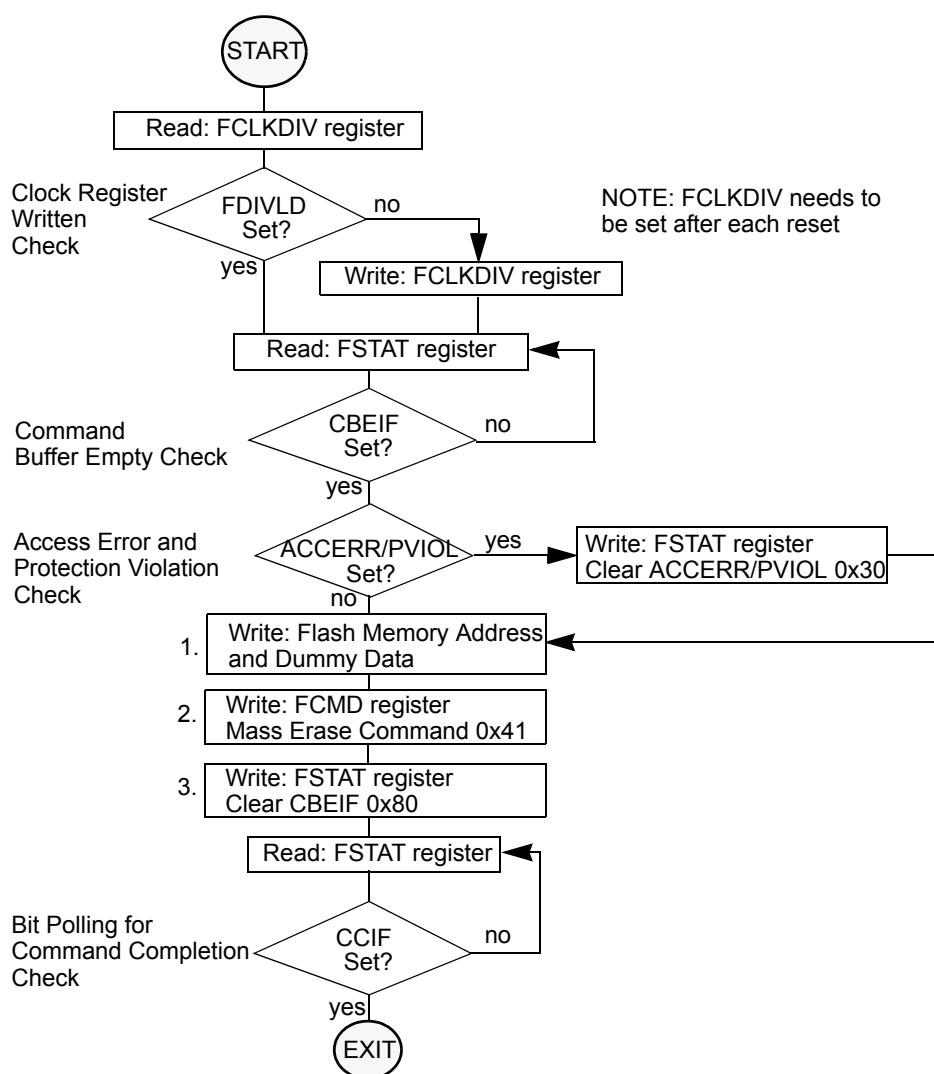 START
Read: FCLKDIV register
Clock Register
Written
Check
FDIVLD
Set?
no
yes
NOTE: FCLKDIV needs to
be set after each reset
Write: FCLKDIV register
Read: FSTAT register
Command
Buffer Empty Check
CBEIF
Set?
no
yes
Access Error and
Protection Violation
Check
ACCERR/PVIOL
Set?
yes
no
Write: FSTAT register
Clear ACCERR/PVIOL 0x30
1.
Write: Flash Memory Address
and Dummy Data
2.
Write: FCMD register
Mass Erase Command 0x41
3.
Write: FSTAT register
Clear CBEIF 0x80
Read: FSTAT register
Bit Polling for
Command Completion
Check
CCIF
Set?
no
yes
EXIT